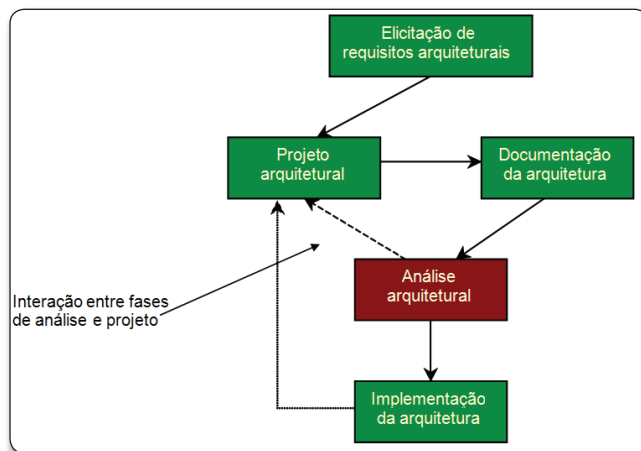 Elicitação de
requisitos arquiteturais
Projeto
arquitetural
Documentação
da arquitetura
Análise
arquitetural
Interação entre fases
de análise e projeto
Implementação
da arquitetura